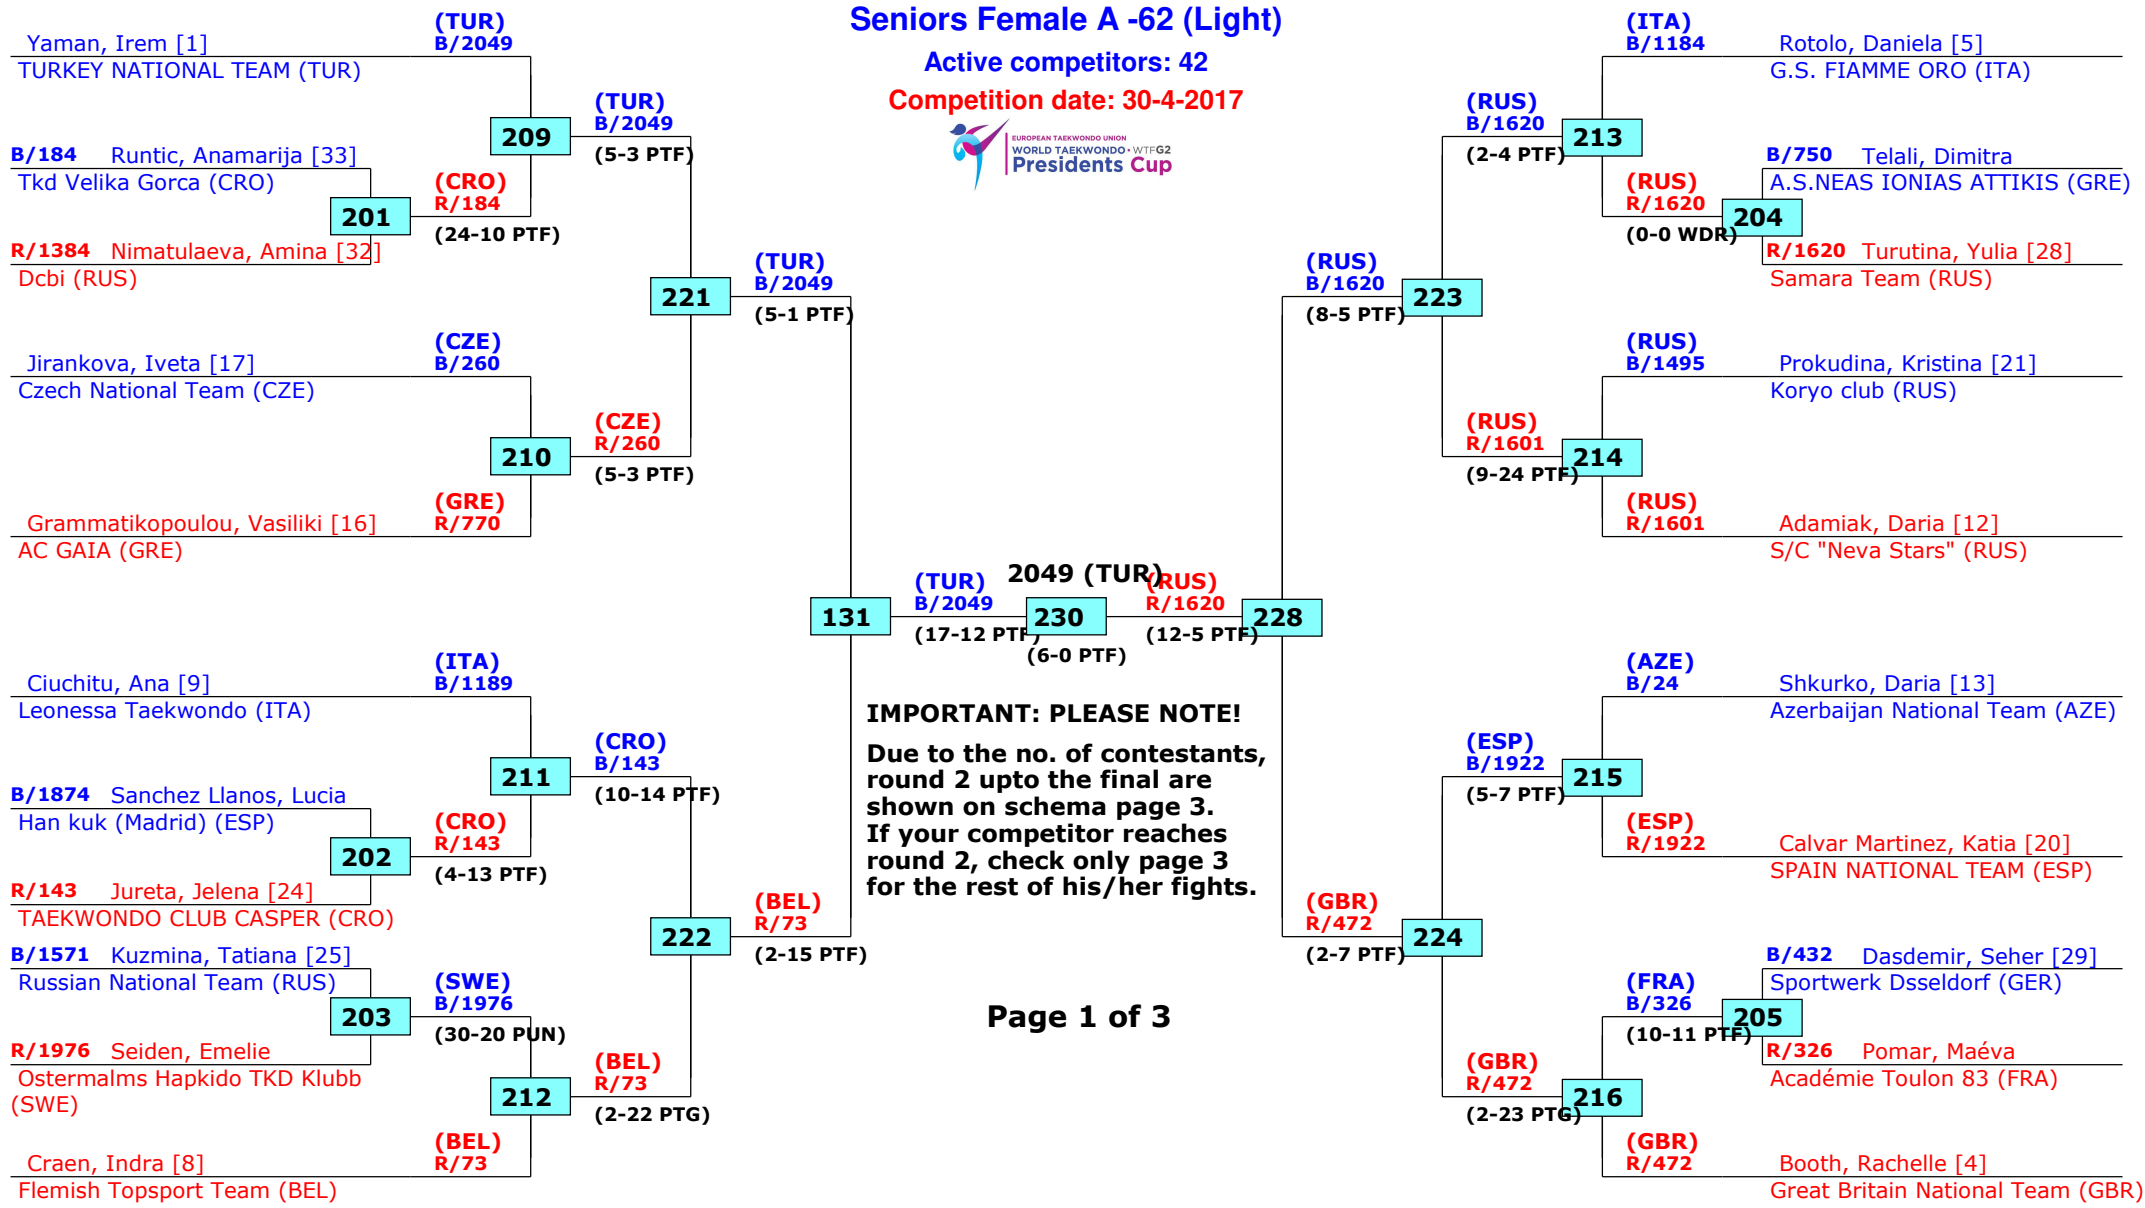 Seniors Female A -62 (Light)
Active competitors: 42
Competition date: 30-4-2017
EUROPEAN TAEKWONDO UNION
WORLD TAEKWONDO • WTFG2
Presidents Cup
(TUR)
B/2049
Yaman, Irem [1]
TURKEY NATIONAL TEAM (TUR)
209
(TUR)
B/2049
(5-3 PTF)
B/184 Runtic, Anamarija [33]
Tkd Velika Gorca (CRO)
201
(CRO)
R/184
(24-10 PTF)
R/1384 Nimatulaeva, Amina [32]
Dcbi (RUS)
221
(TUR)
B/2049
(5-1 PTF)
(CZE)
B/260
Jirankova, Iveta [17]
Czech National Team (CZE)
210
(CZE)
R/260
(5-3 PTF)
(GRE)
R/770
Grammatikopoulou, Vasiliki [16]
AC GAIA (GRE)
131
(TUR)
B/2049
(17-12 PTF)
2049 (TUR)
230
(6-0 PTF)
(RUS)
R/1620
(12-5 PTF)
228
(ITA)
B/1189
Ciuchitu, Ana [9]
Leonessa Taekwondo (ITA)
211
(CRO)
B/143
(10-14 PTF)
B/1874 Sanchez Llanos, Lucia
Han kuk (Madrid) (ESP)
202
(CRO)
R/143
(4-13 PTF)
R/143 Jureta, Jelena [24]
TAEKWONDO CLUB CASPER (CRO)
222
(BEL)
R/73
(2-15 PTF)
B/1571 Kuzmina, Tatiana [25]
Russian National Team (RUS)
203
(SWE)
B/1976
(30-20 PUN)
R/1976 Seiden, Emelie
Ostermalms Hapkido TKD Klubb
(SWE)
212
(BEL)
R/73
(2-22 PTG)
(BEL)
R/73
Craen, Indra [8]
Flemish Topsport Team (BEL)
IMPORTANT: PLEASE NOTE!
Due to the no. of contestants,
round 2 upto the final are
shown on schema page 3.
If your competitor reaches
round 2, check only page 3
for the rest of his/her fights.
Page 1 of 3
(ITA)
B/1184
Rotolo, Daniela [5]
G.S. FIAMME ORO (ITA)
(RUS)
B/1620
(2-4 PTF)
213
B/750 Telali, Dimitra
A.S.NEAS IONIAS ATTIKIS (GRE)
(RUS)
R/1620
(0-0 WDR)
204
R/1620 Turutina, Yulia [28]
Samara Team (RUS)
(RUS)
B/1620
(8-5 PTF)
223
(RUS)
B/1495
Prokudina, Kristina [21]
Koryo club (RUS)
(RUS)
R/1601
(9-24 PTF)
214
(RUS)
R/1601
Adamiak, Daria [12]
S/C "Neva Stars" (RUS)
(AZE)
B/24
Shkurko, Daria [13]
Azerbaijan National Team (AZE)
(ESP)
B/1922
(5-7 PTF)
215
(ESP)
R/1922
Calvar Martinez, Katia [20]
SPAIN NATIONAL TEAM (ESP)
(GBR)
R/472
(2-7 PTF)
224
B/432 Dasdemir, Seher [29]
Sportwerk Dsseldorf (GER)
(FRA)
B/326
(10-11 PTF)
205
R/326 Pomar, Maéva
Académie Toulon 83 (FRA)
(GBR)
R/472
(2-23 PTG)
216
(GBR)
R/472
Booth, Rachelle [4]
Great Britain National Team (GBR)